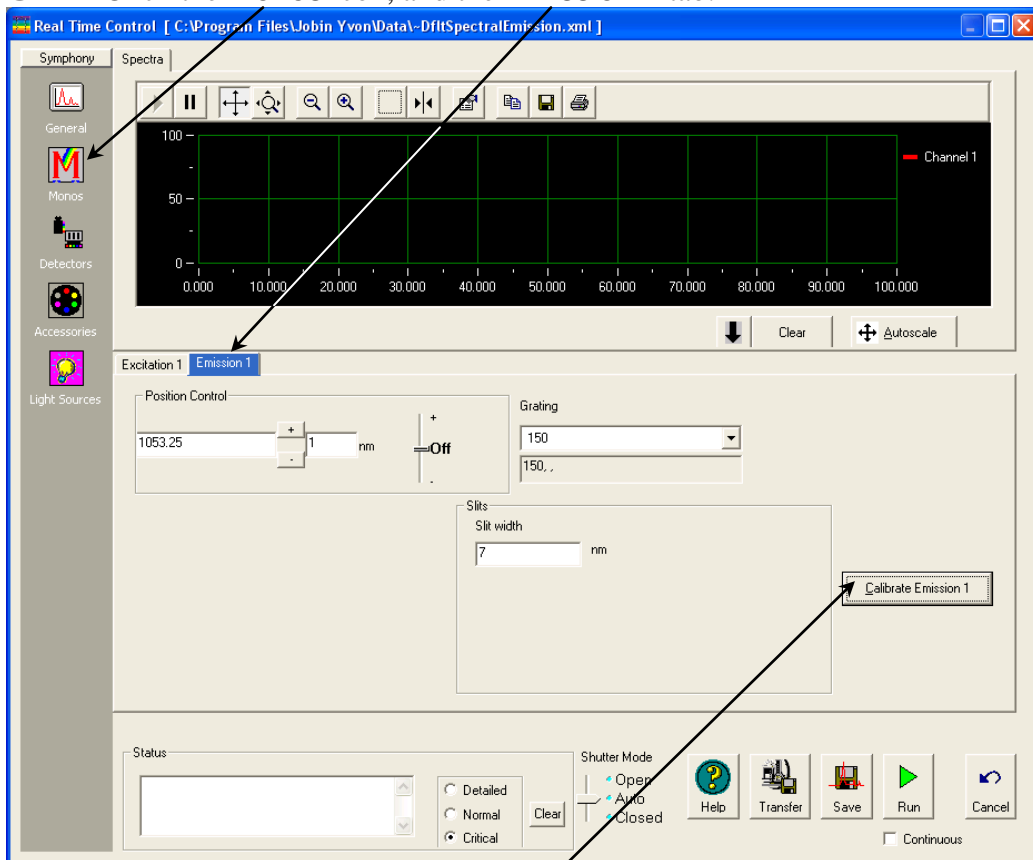 Real Time Control [ C:\Program Files\Jobin Yvon\Data\~DfltSpectralEmission.xml ]
Symphony
Spectra
General
Monos
Detectors
Accessories
Light Sources
100
50
0
Channel 1
0.000 10.000 20.000 30.000 40.000 50.000 60.000 70.000 80.000 90.000 100.000
Clear
Autoscale
Excitation 1
Emission 1
Position Control
1053.25
+
-
1
nm
+
Off
-
Grating
150
150, ,
Slits
Slit width
7
nm
Calibrate Emission 1
Status
Detailed
Normal
Critical
Clear
Shutter Mode
Open
Auto
Closed
Help
Transfer
Save
Run
Cancel
Continuous